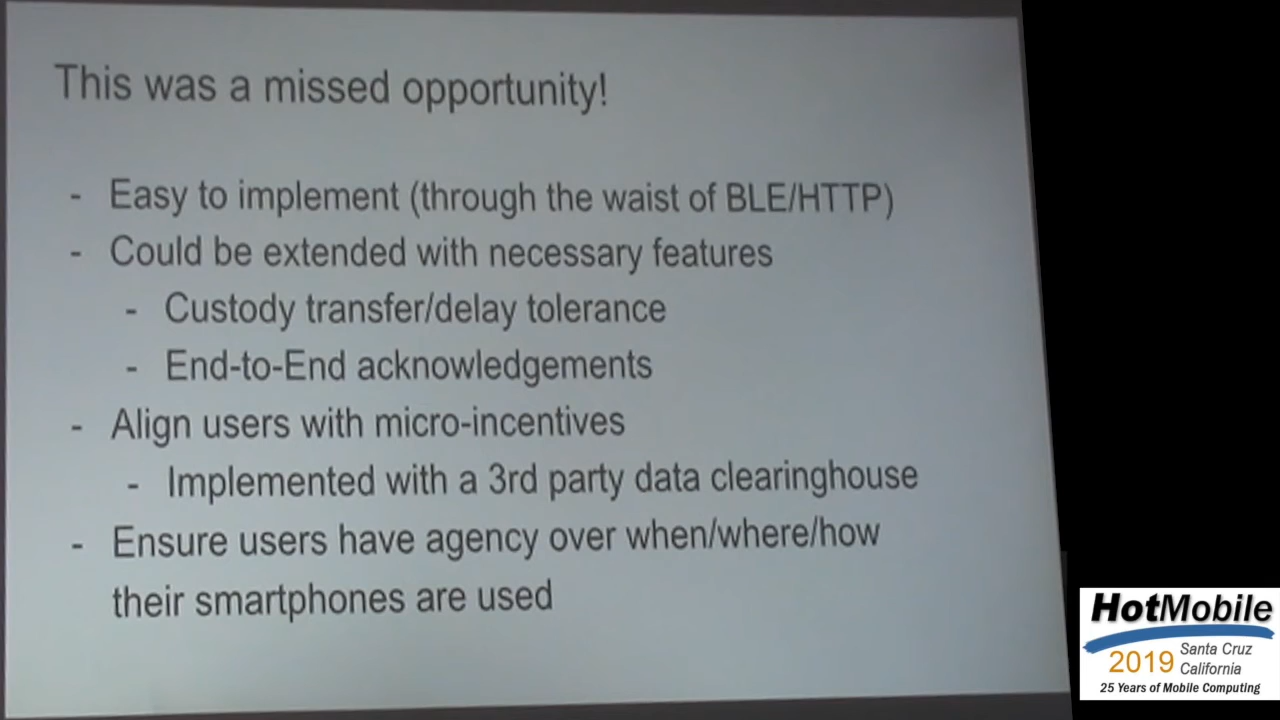 This was a missed opportunity!
- Easy to implement (through the waist of BLE/HTTP)
- Could be extended with necessary features
- Custody transfer/delay tolerance
- End-to-End acknowledgements
- Align users with micro-incentives
- Implemented with a 3rd party data clearinghouse
- Ensure users have agency over when/where/how
their smartphones are used
HotMobile
2019 Santa Cruz
California
25 Years of Mobile Computing